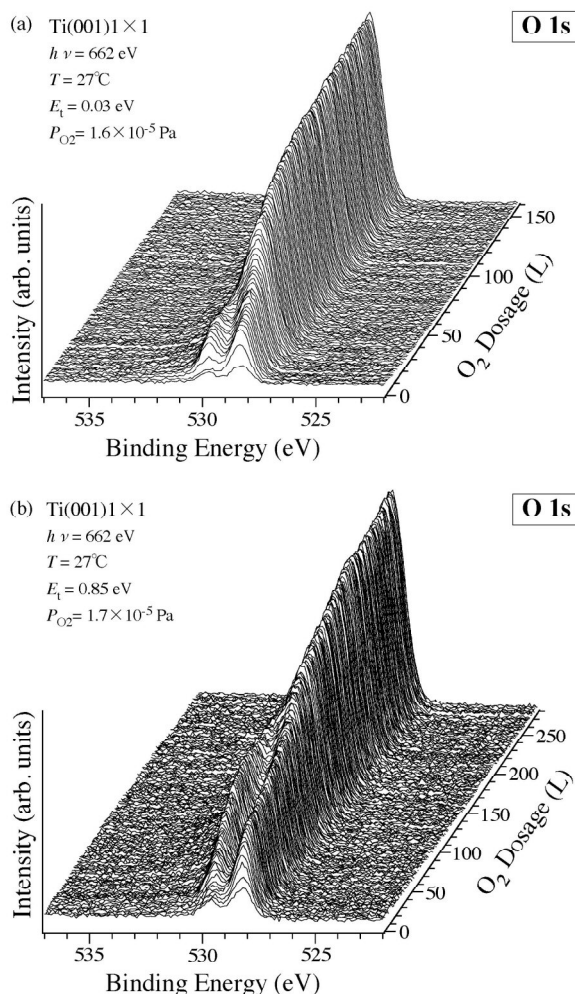 (a) Ti(001)1×1
O 1s
h ν = 662 eV
T = 27℃
Et = 0.03 eV
PO2= 1.6×10-5 Pa
Intensity (arb. units)
150
100
50
0
O2 Dosage (L)
535
530
525
Binding Energy (eV)
(b) Ti(001)1×1
O 1s
h ν = 662 eV
T = 27℃
Et = 0.85 eV
PO2= 1.7×10-5 Pa
Intensity (arb. units)
250
200
150
100
50
0
O2 Dosage (L)
535
530
525
Binding Energy (eV)